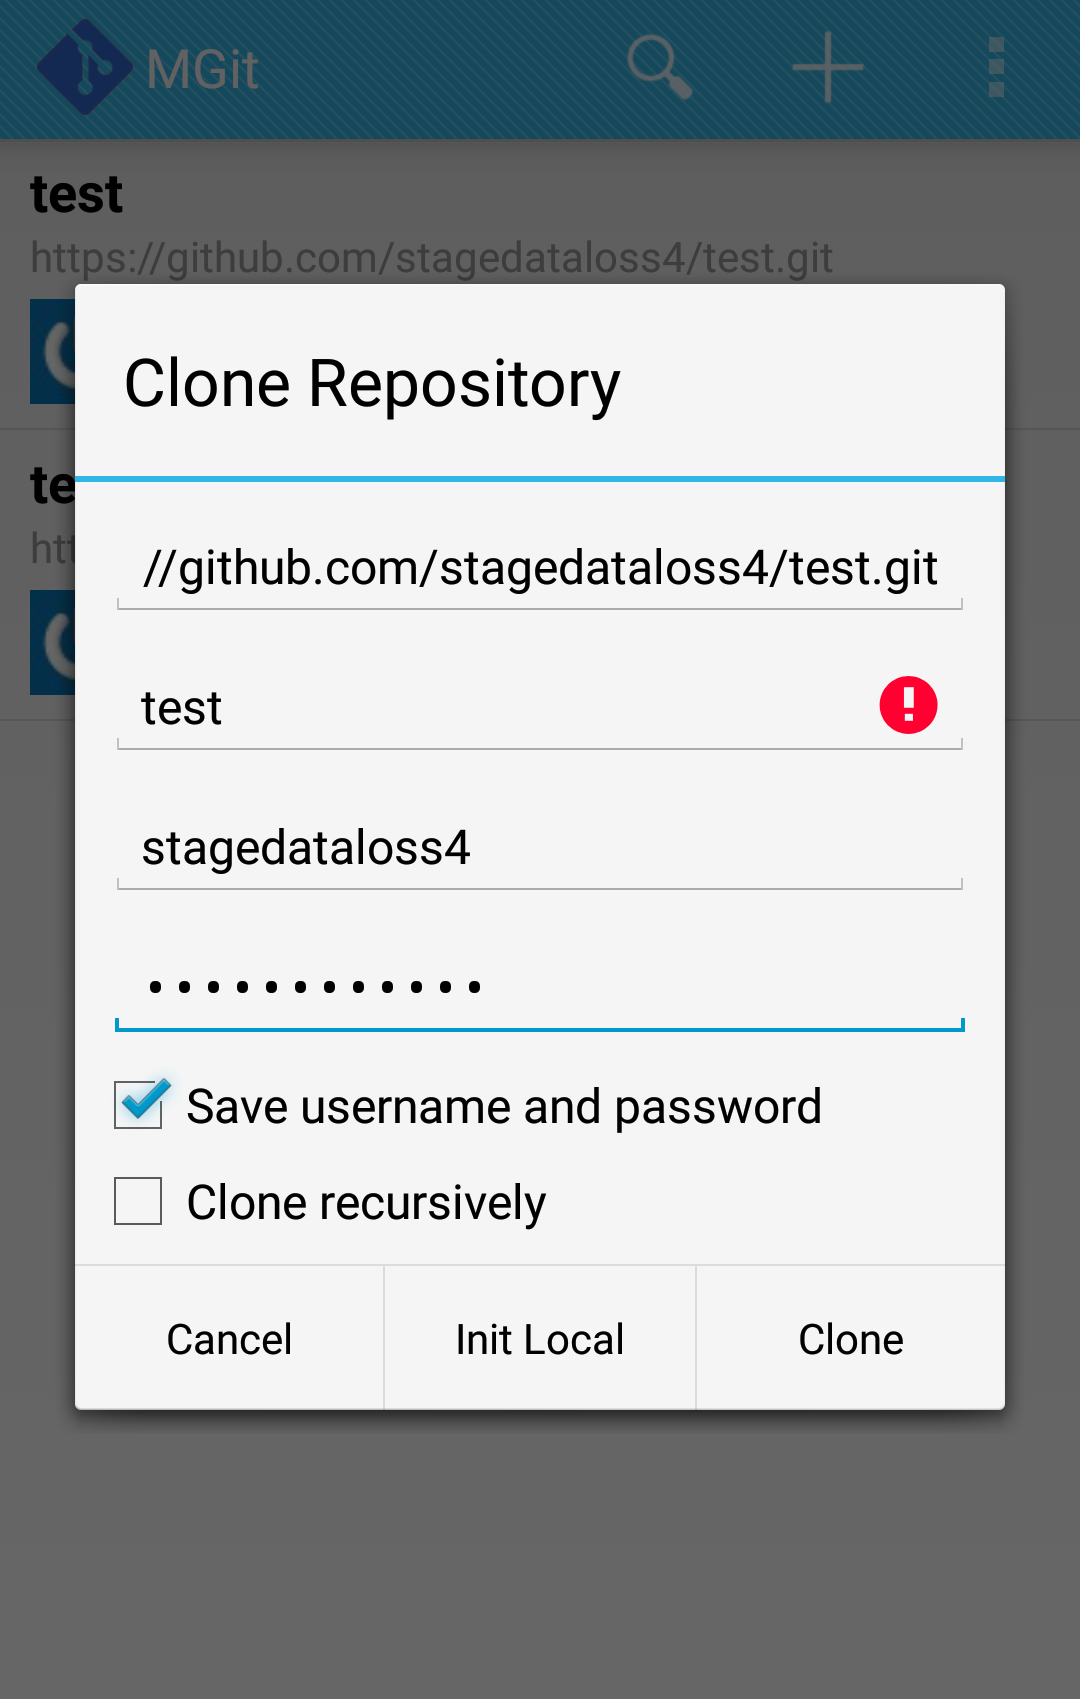 MGit
test
https://github.com/stagedataloss4/test.git
te
ht
Clone Repository
//github.com/stagedataloss4/test.git
test
stagedataloss4
••••••••••••
Save username and password
Clone recursively
Cancel
Init Local
Clone